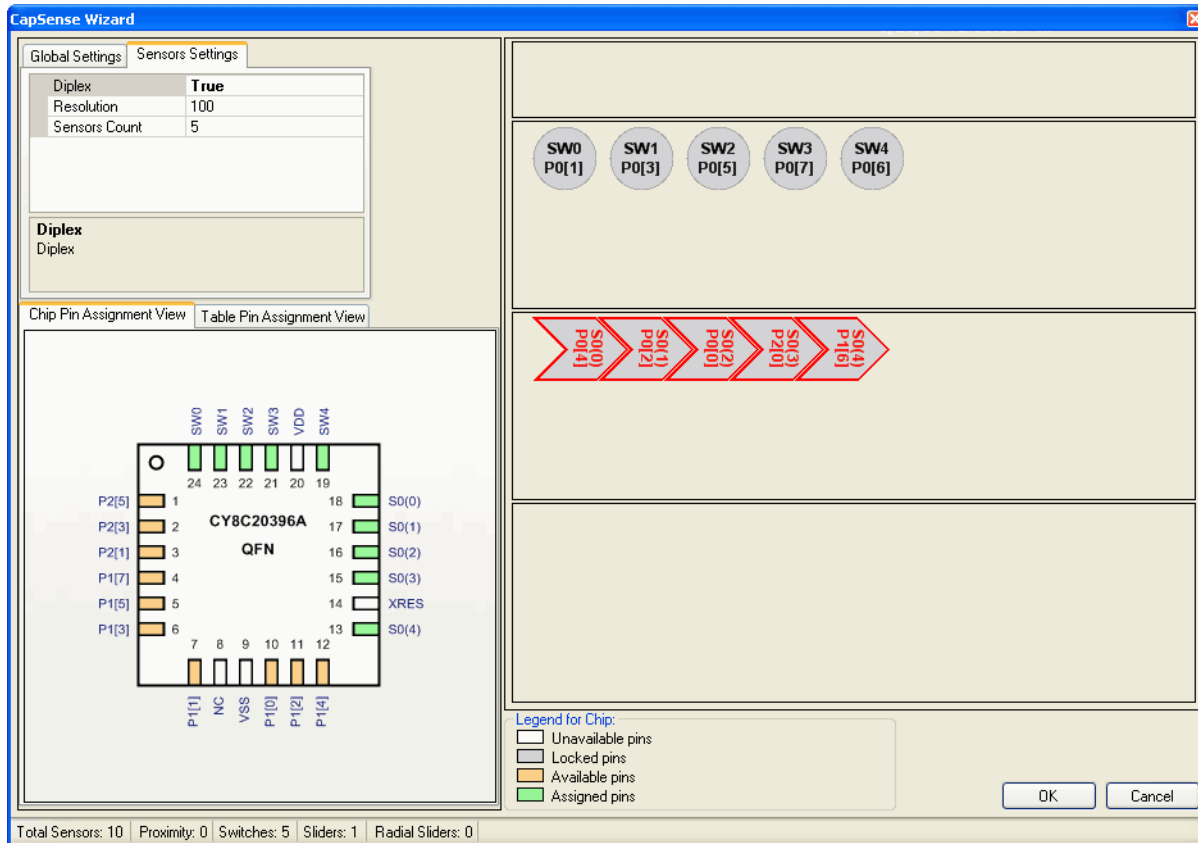 CapSense Wizard
Global Settings Sensors Settings
Diplex True
Resolution 100
Sensors Count 5
Diplex
Diplex
Chip Pin Assignment View Table Pin Assignment View
SW0 SW1 SW2 SW3 VDD SW4
24 23 22 21 20 19
P2[5] 1 18 S0(0)
P2[3] 2 CY8C20396A 17 S0(1)
P2[1] 3 QFN 16 S0(2)
P1[7] 4 15 S0(3)
P1[5] 5 14 XRES
P1[3] 6 13 S0(4)
7 8 9 10 11 12
P1[1] NC VSS P1[0] P1[2] P1[4]
SW0 SW1 SW2 SW3 SW4
P0[1] P0[3] P0[5] P0[7] P0[6]
S0(0) S0(1) S0(2) S0(3) S0(4)
P0[4] P0[2] P0[0] P2[0] P1[6]
Legend for Chip:
Unavailable pins
Locked pins
Available pins
Assigned pins
OK Cancel
Total Sensors: 10 Proximity: 0 Switches: 5 Sliders: 1 Radial Sliders: 0